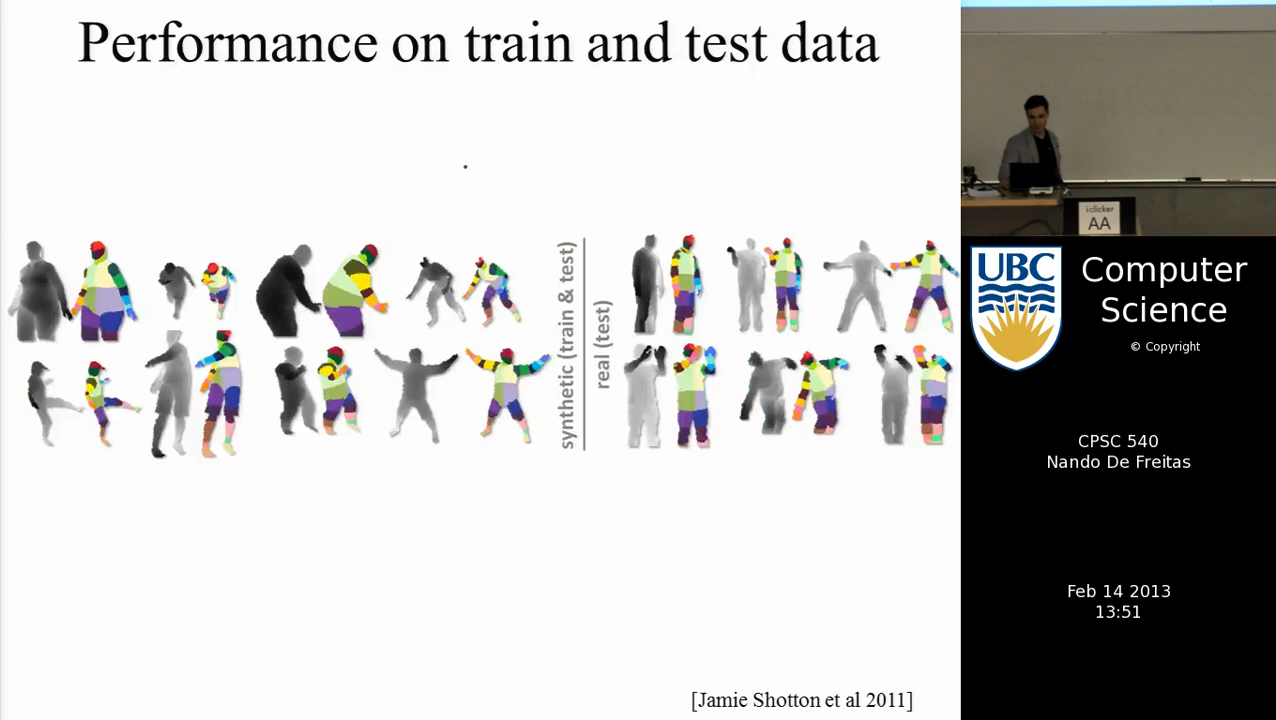 Performance on train and test data
synthetic (train & test)
real (test)
[Jamie Shotton et al 2011]
i-clicker
AA
UBC
Computer
Science
© Copyright
CPSC 540
Nando De Freitas
Feb 14 2013
13:51